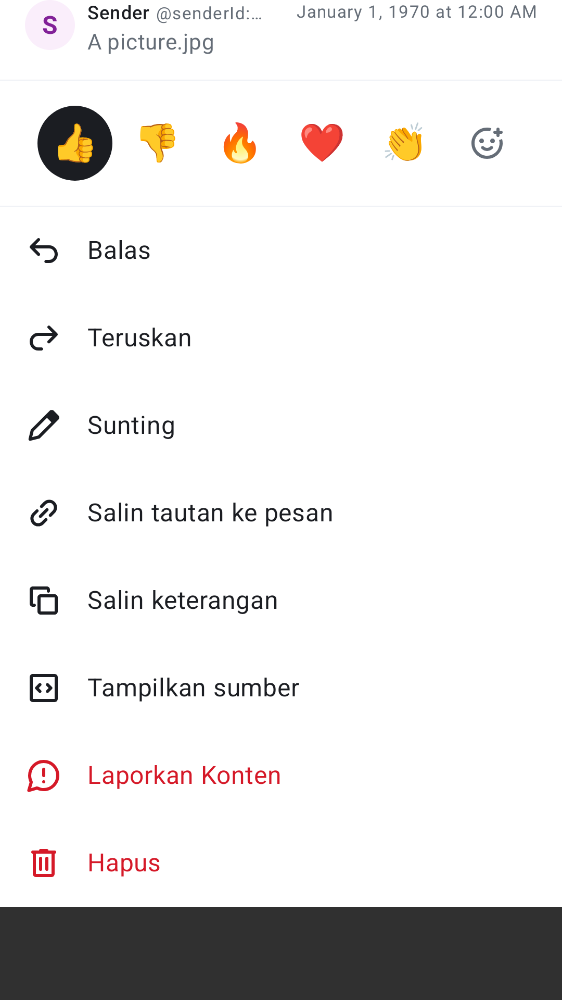 S
Sender @senderId:… January 1, 1970 at 12:00 AM
A picture.jpg
Balas
Teruskan
Sunting
Salin tautan ke pesan
Salin keterangan
Tampilkan sumber
Laporkan Konten
Hapus